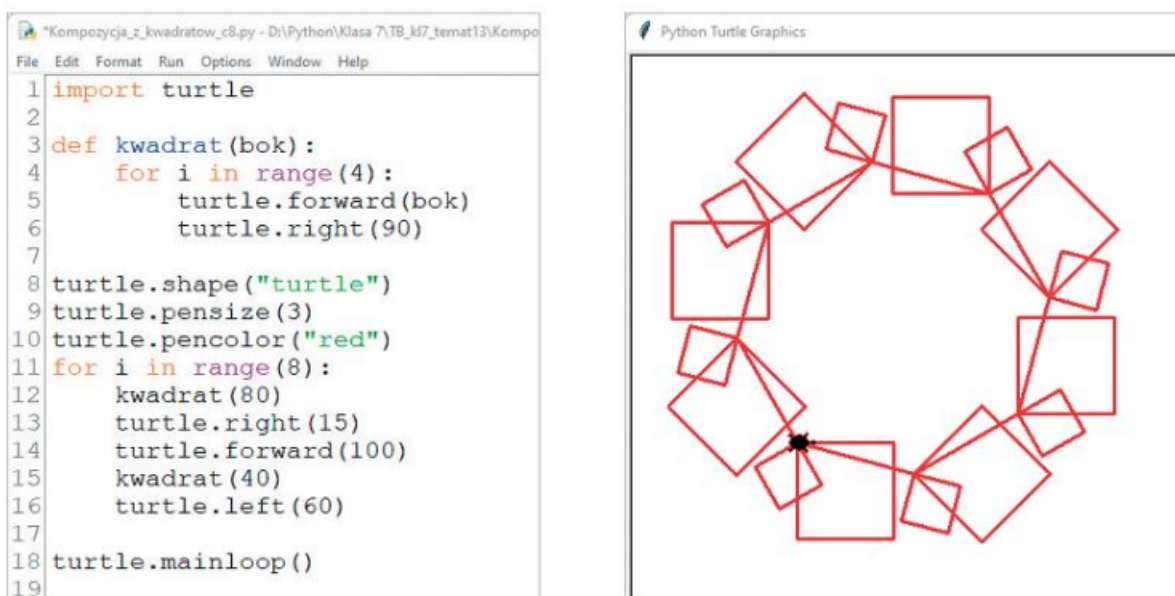 *Kompozycja_z_kwadratow_c8.py - D:\Python\Klasa 7\TB_kl7_temat13\Kompo
File Edit Format Run Options Window Help
1 import turtle
2
3 def kwadrat(bok):
4     for i in range(4):
5         turtle.forward(bok)
6         turtle.right(90)
7
8 turtle.shape("turtle")
9 turtle.pensize(3)
10 turtle.pencolor("red")
11 for i in range(8):
12     kwadrat(80)
13     turtle.right(15)
14     turtle.forward(100)
15     kwadrat(40)
16     turtle.left(60)
17
18 turtle.mainloop()
19
Python Turtle Graphics